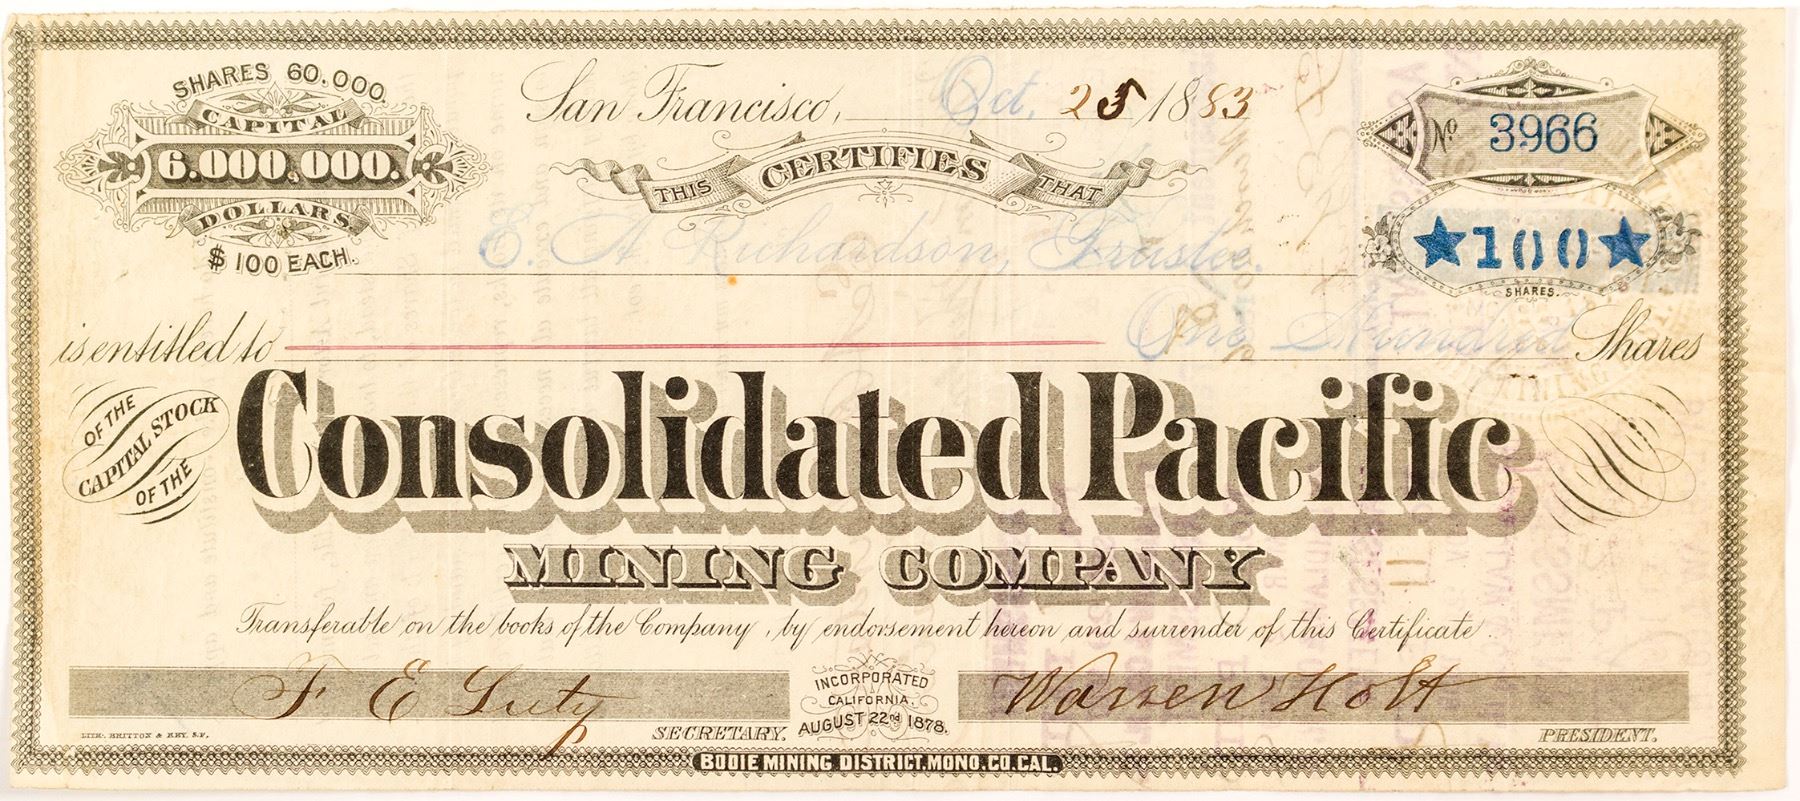 SHARES 60.000.
CAPITAL
6.000.000.
DOLLARS
$100 EACH.
San Francisco, Oct. 25 1883
THIS CERTIFIES THAT
No 3966
★100★
SHARES.
E. A. Richardson, Trustee.
is entitled to One Hundred Shares
OF THE
CAPITAL STOCK
OF THE
Consolidated Pacific
MINING COMPANY
Transferable on the books of the Company, by endorsement hereon and surrender of this Certificate.
F E Luty
SECRETARY.
INCORPORATED
CALIFORNIA.
AUGUST 22nd 1878.
Warren Holt
PRESIDENT.
LITH. BRITTON & REY. S.F.
BODIE MINING DISTRICT. MONO. CO. CAL.